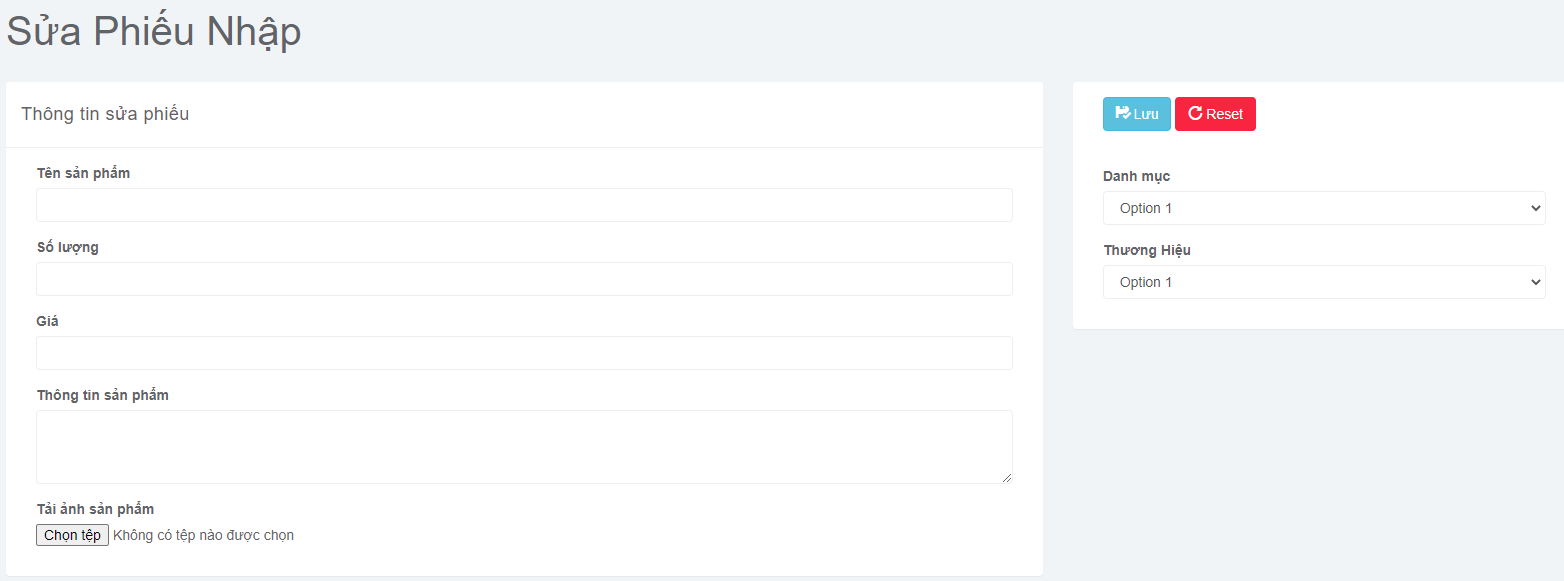 Sửa Phiếu Nhập
Thông tin sửa phiếu
Tên sản phẩm
Số lượng
Giá
Thông tin sản phẩm
Tải ảnh sản phẩm
Chọn tệp Không có tệp nào được chọn
Lưu Reset
Danh mục
Option 1
Thương Hiệu
Option 1